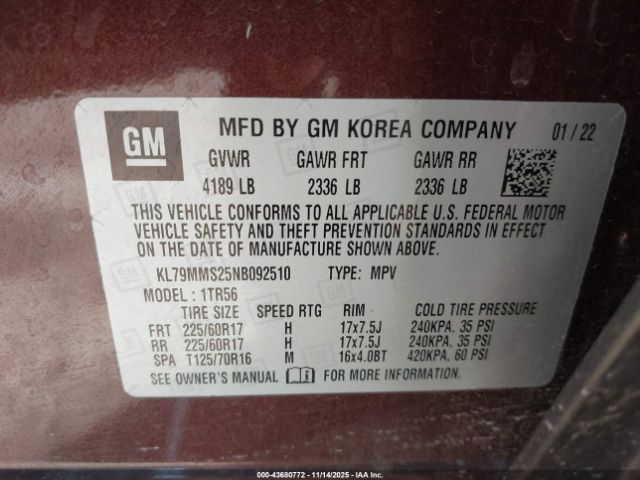 GM MFD BY GM KOREA COMPANY 01/22
GVWR GAWR FRT GAWR RR
4189 LB 2336 LB 2336 LB
THIS VEHICLE CONFORMS TO ALL APPLICABLE U.S. FEDERAL MOTOR
VEHICLE SAFETY AND THEFT PREVENTION STANDARDS IN EFFECT
ON THE DATE OF MANUFACTURE SHOWN ABOVE.
KL79MMS25NB092510 TYPE: MPV
MODEL: 1TR56
TIRE SIZE SPEED RTG RIM COLD TIRE PRESSURE
FRT 225/60R17 H 17x7.5J 240KPA, 35 PSI
RR 225/60R17 H 17x7.5J 240KPA, 35 PSI
SPA T125/70R16 M 16x4.0BT 420KPA, 60 PSI
SEE OWNER'S MANUAL FOR MORE INFORMATION
000-43680772 - 11/14/2025 - IAA Inc.